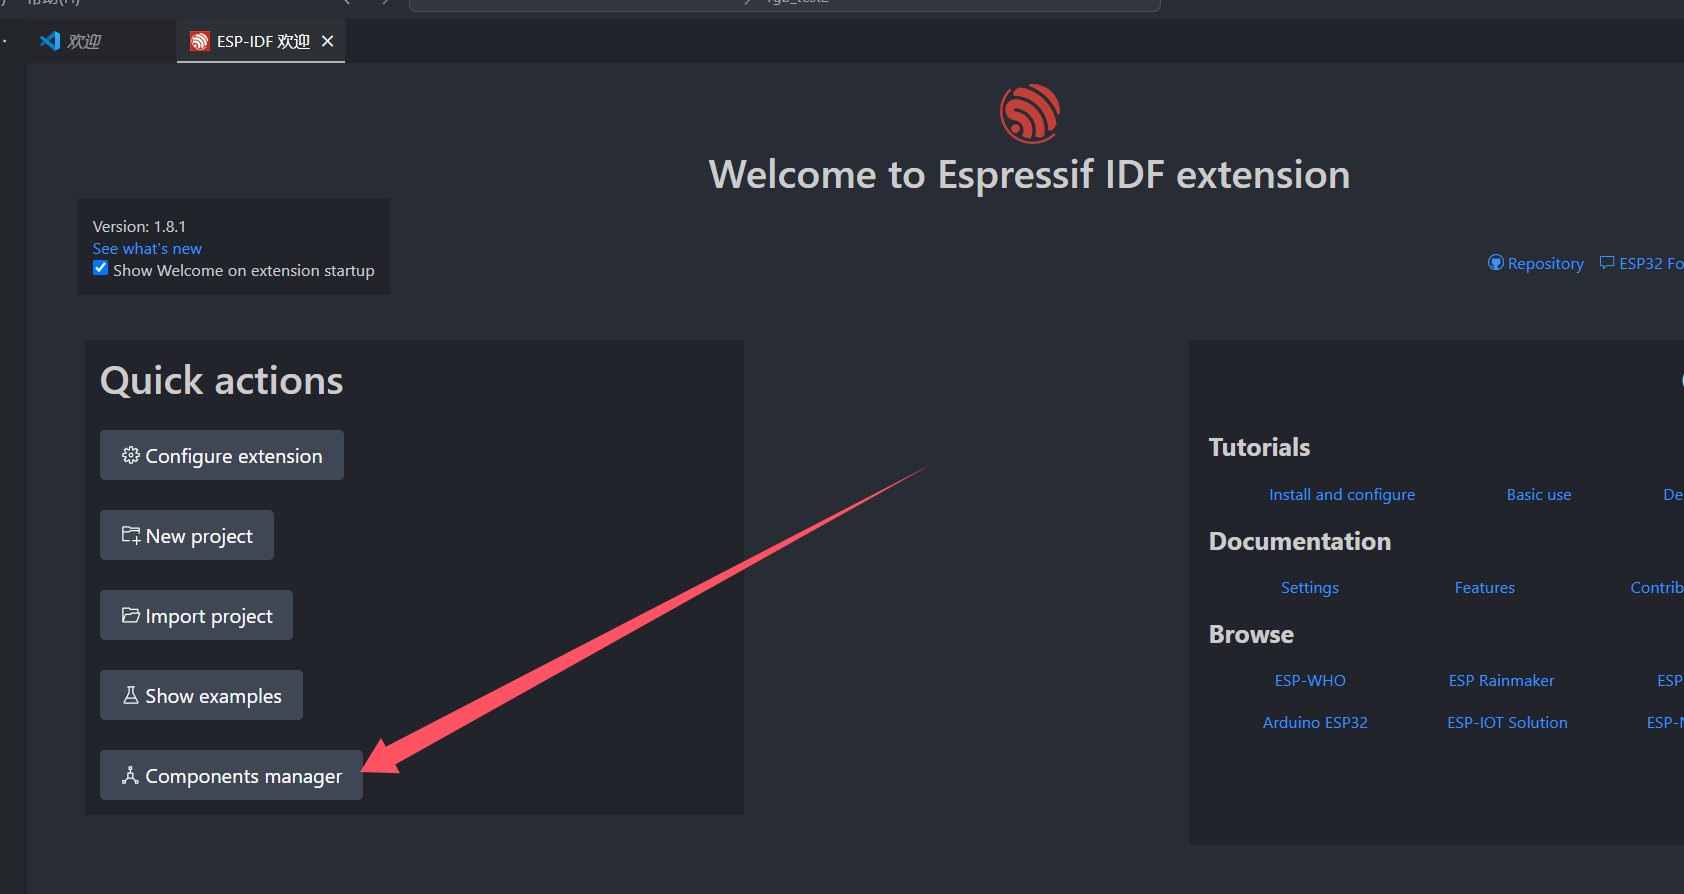 欢迎
ESP-IDF 欢迎
Welcome to Espressif IDF extension
Version: 1.8.1
See what's new
Show Welcome on extension startup
Repository
ESP32 Fo
Quick actions
Configure extension
New project
Import project
Show examples
Components manager
Tutorials
Install and configure
Basic use
De
Documentation
Settings
Features
Contrib
Browse
ESP-WHO
ESP Rainmaker
ESP
Arduino ESP32
ESP-IOT Solution
ESP-N